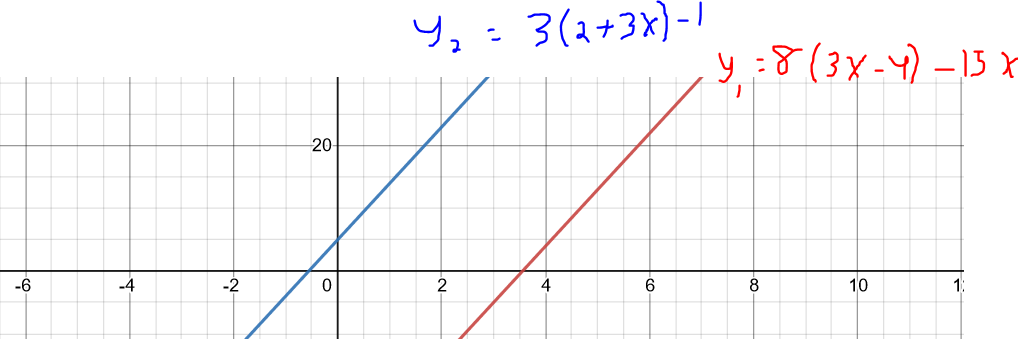 y₂ = 3(2+3x)-1
y₁ = 8(3x-4)-15x
20
-6 -4 -2 0 2 4 6 8 10